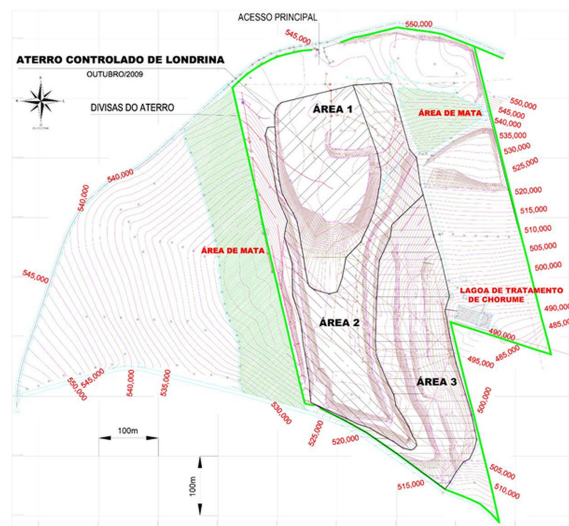 ACESSO PRINCIPAL
550,000
545,000
ATERRO CONTROLADO DE LONDRINA
OUTUBRO/2009
DIVISAS DO ATERRO
ÁREA 1
ÁREA DE MATA
550,000
545,000
540,000
535,000
530,000
525,000
520,000
515,000
510,000
505,000
500,000
540,000
540,000
545,000
ÁREA DE MATA
LAGOA DE TRATAMENTO
DE CHORUME
490,000
485,00
ÁREA 2
490,000
485,000
495,000
ÁREA 3
500,000
550,000
545,000
540,000
535,000
530,000
525,000
520,000
515,000
505,000
510,000
100m
100m